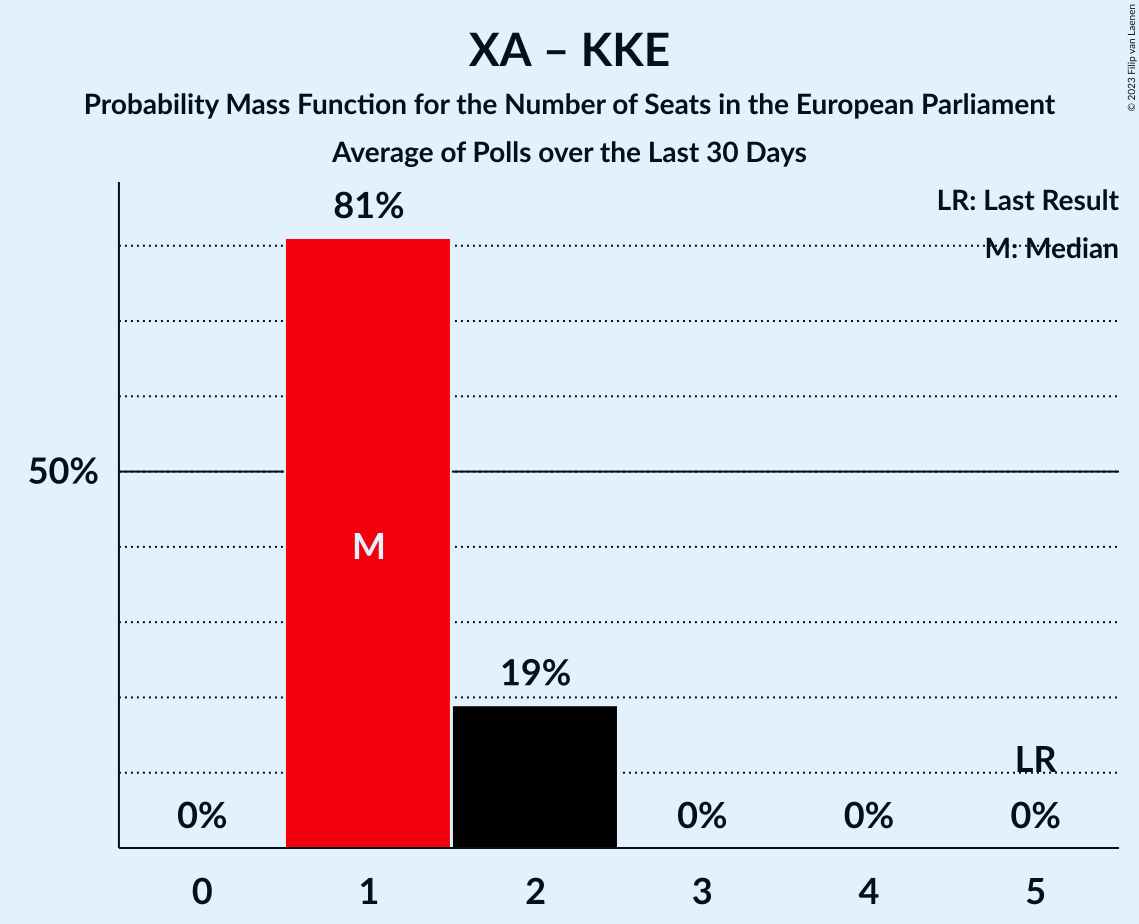 XA – KKE
Probability Mass Function for the Number of Seats in the European Parliament
Average of Polls over the Last 30 Days
© 2023 Filip van Laenen
LR: Last Result
M: Median
81%
50%
M
19%
LR
0%
0%
0%
0%
0
1
2
3
4
5